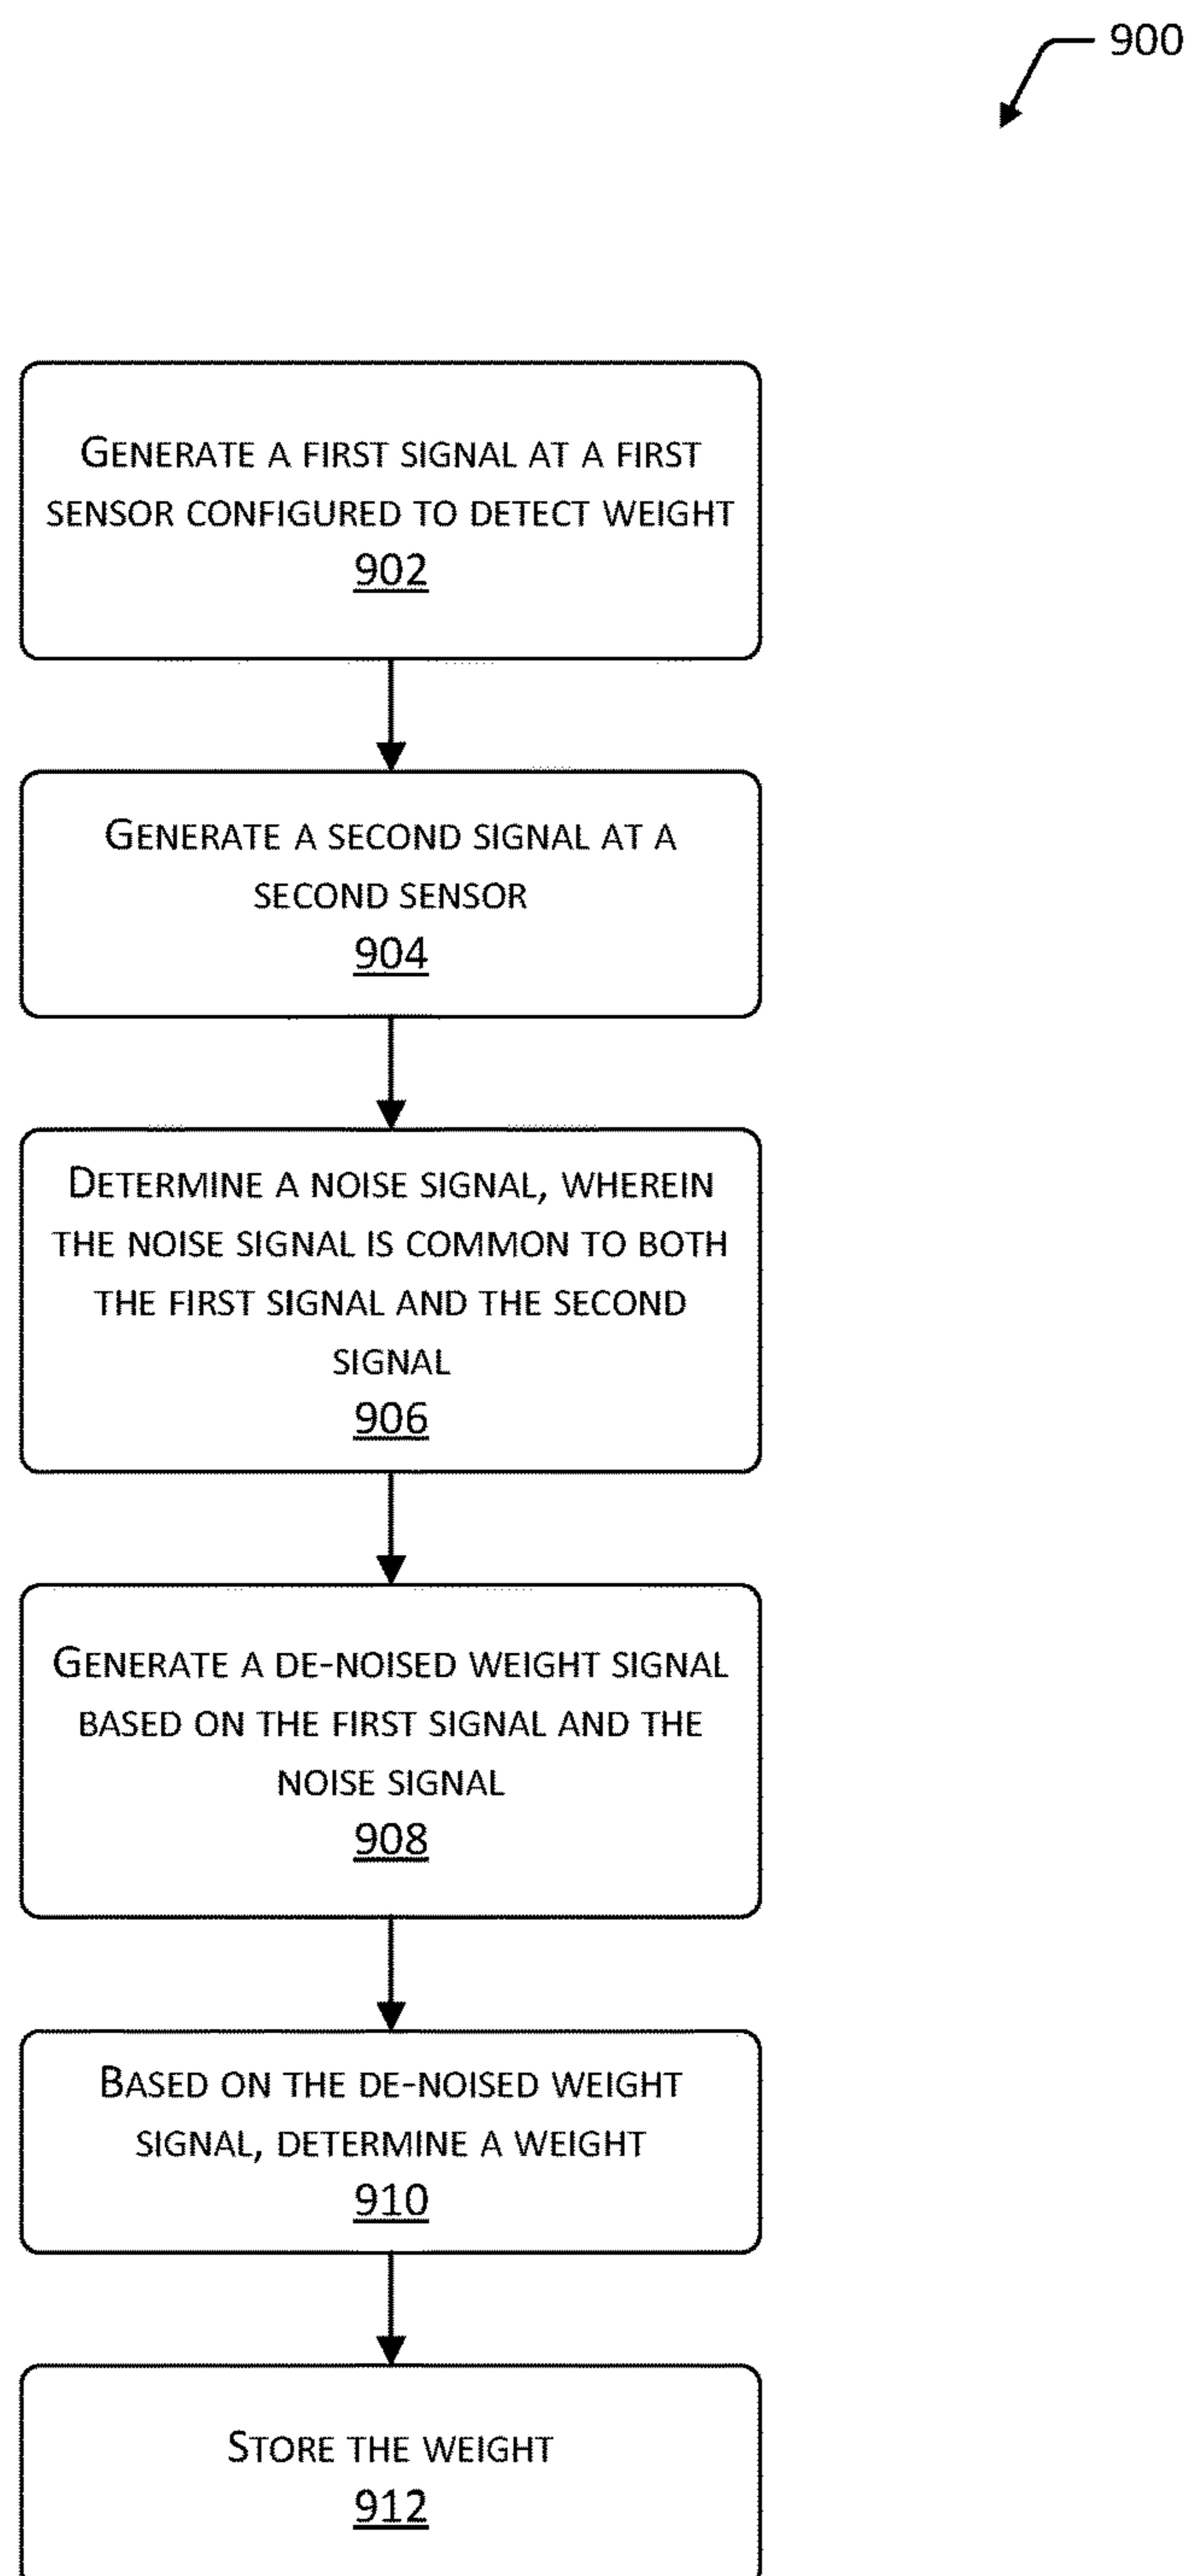 900
GENERATE A FIRST SIGNAL AT A FIRST
SENSOR CONFIGURED TO DETECT WEIGHT
902
GENERATE A SECOND SIGNAL AT A
SECOND SENSOR
904
DETERMINE A NOISE SIGNAL, WHEREIN
THE NOISE SIGNAL IS COMMON TO BOTH
THE FIRST SIGNAL AND THE SECOND
SIGNAL
906
GENERATE A DE-NOISED WEIGHT SIGNAL
BASED ON THE FIRST SIGNAL AND THE
NOISE SIGNAL
908
BASED ON THE DE-NOISED WEIGHT
SIGNAL, DETERMINE A WEIGHT
910
STORE THE WEIGHT
912